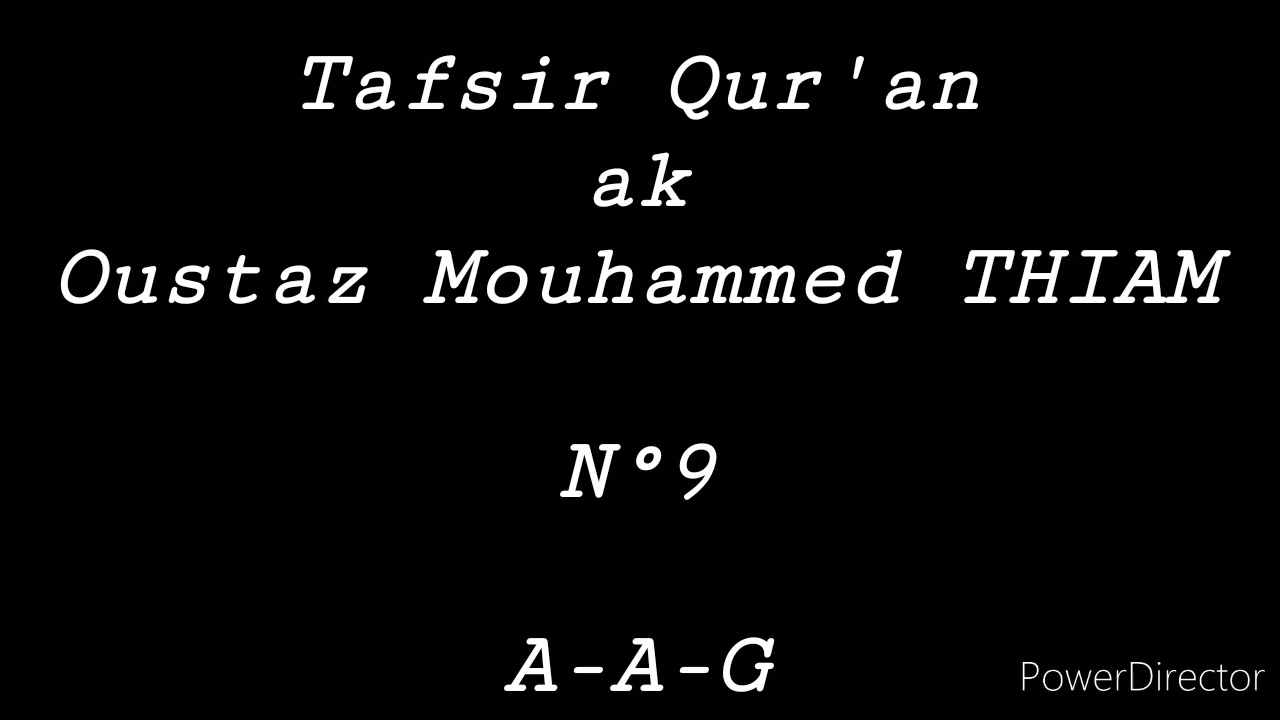 Tafsir Qur'an
ak
Oustaz Mouhammed THIAM
N°9
A-A-G
PowerDirector